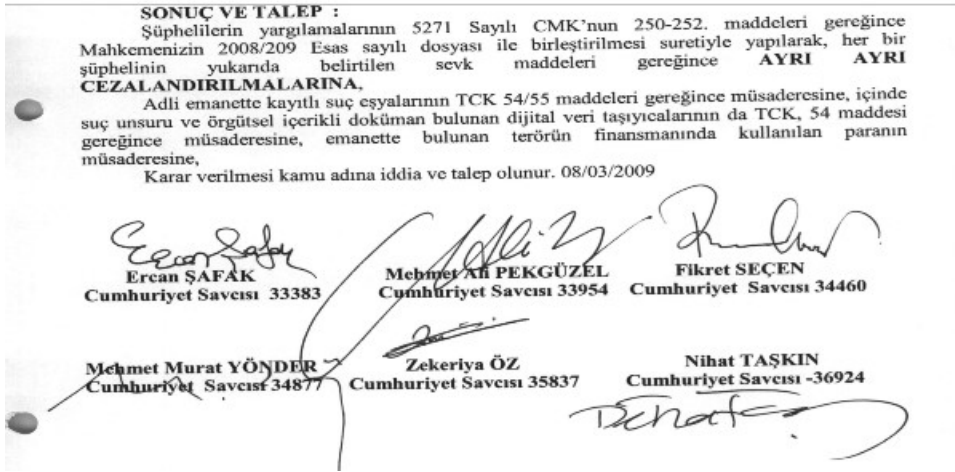 SONUÇ VE TALEP :
Şüphelilerin yargılamalarının 5271 Sayılı CMK'nun 250-252. maddeleri gereğince
Mahkemenizin 2008/209 Esas sayılı dosyası ile birleştirilmesi suretiyle yapılarak, her bir
şüphelinin yukarıda belirtilen sevk maddeleri gereğince AYRI AYRI
CEZALANDIRILMALARINA,
Adli emanette kayıtlı suç eşyalarının TCK 54/55 maddeleri gereğince müsaderesine, içinde
suç unsuru ve örgütsel içerikli doküman bulunan dijital veri taşıyıcalarının da TCK, 54 maddesi
gereğince müsaderesine, emanette bulunan terörün finansmanında kullanılan paranın
müsaderesine,
Karar verilmesi kamu adına iddia ve talep olunur. 08/03/2009
Ercan Şafak
Ercan ŞAFAK Mehmet Ali PEKGÜZEL Fikret SEÇEN
Cumhuriyet Savcısı 33383 Cumhuriyet Savcısı 33954 Cumhuriyet Savcısı 34460
Mehmet Murat YÖNDER Zekeriya ÖZ Nihat TAŞKIN
Cumhuriyet Savcısı 34877 Cumhuriyet Savcısı 35837 Cumhuriyet Savcısı -36924